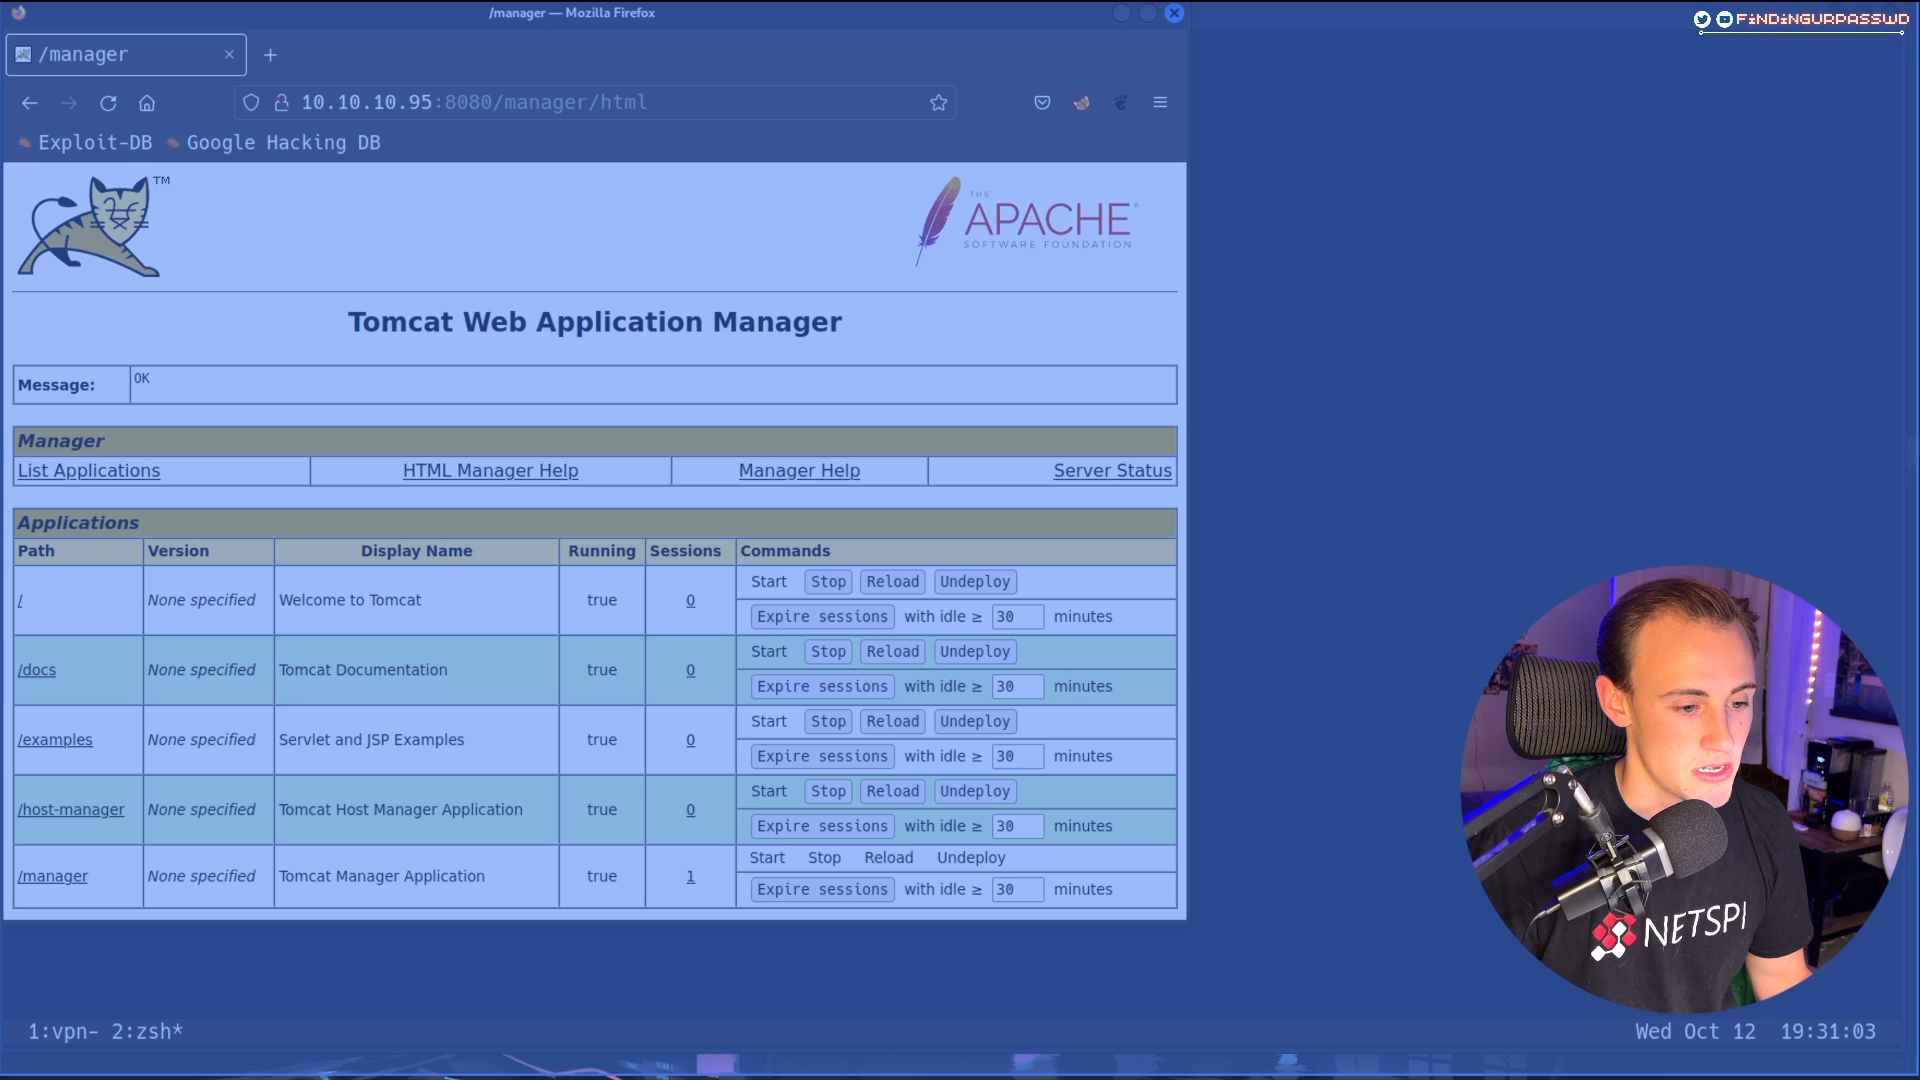 /manager — Mozilla Firefox
FiNDiNGURPASSWD
/manager
10.10.10.95:8080/manager/html
Exploit-DB Google Hacking DB
TM
THE
APACHE®
SOFTWARE FOUNDATION
Tomcat Web Application Manager
Message: OK
Manager
List Applications HTML Manager Help Manager Help Server Status
Applications
Path Version Display Name Running Sessions Commands
/ None specified Welcome to Tomcat true 0 Start Stop Reload Undeploy
Expire sessions with idle ≥ 30 minutes
/docs None specified Tomcat Documentation true 0 Start Stop Reload Undeploy
Expire sessions with idle ≥ 30 minutes
/examples None specified Servlet and JSP Examples true 0 Start Stop Reload Undeploy
Expire sessions with idle ≥ 30 minutes
/host-manager None specified Tomcat Host Manager Application true 0 Start Stop Reload Undeploy
Expire sessions with idle ≥ 30 minutes
/manager None specified Tomcat Manager Application true 1 Start Stop Reload Undeploy
Expire sessions with idle ≥ 30 minutes
NETSPI
1:vpn- 2:zsh* Wed Oct 12 19:31:03